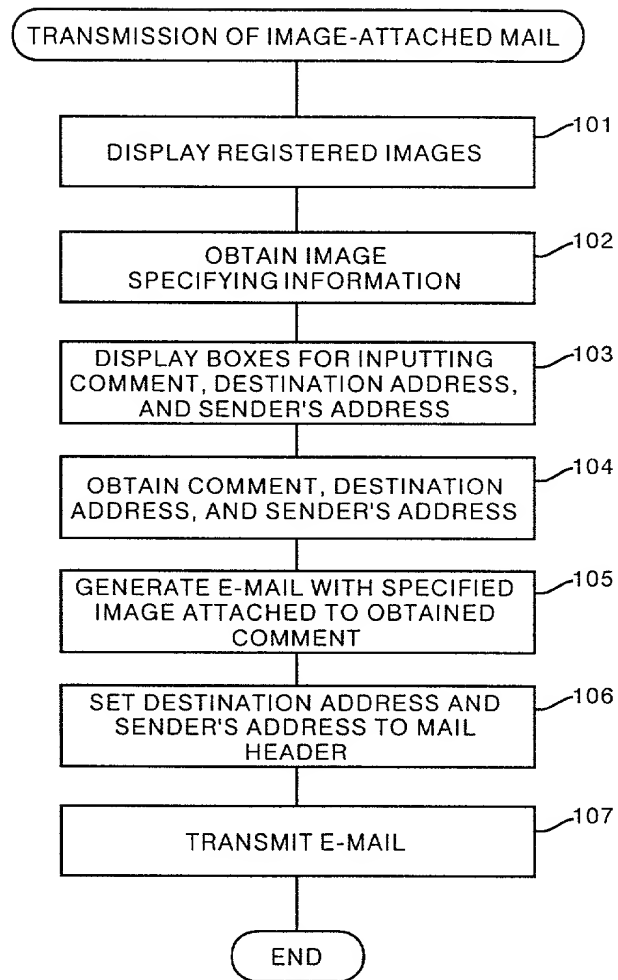 TRANSMISSION OF IMAGE-ATTACHED MAIL
101
DISPLAY REGISTERED IMAGES
102
OBTAIN IMAGE
SPECIFYING INFORMATION
103
DISPLAY BOXES FOR INPUTTING
COMMENT, DESTINATION ADDRESS,
AND SENDER'S ADDRESS
104
OBTAIN COMMENT, DESTINATION
ADDRESS, AND SENDER'S ADDRESS
105
GENERATE E-MAIL WITH SPECIFIED
IMAGE ATTACHED TO OBTAINED
COMMENT
106
SET DESTINATION ADDRESS AND
SENDER'S ADDRESS TO MAIL
HEADER
107
TRANSMIT E-MAIL
END